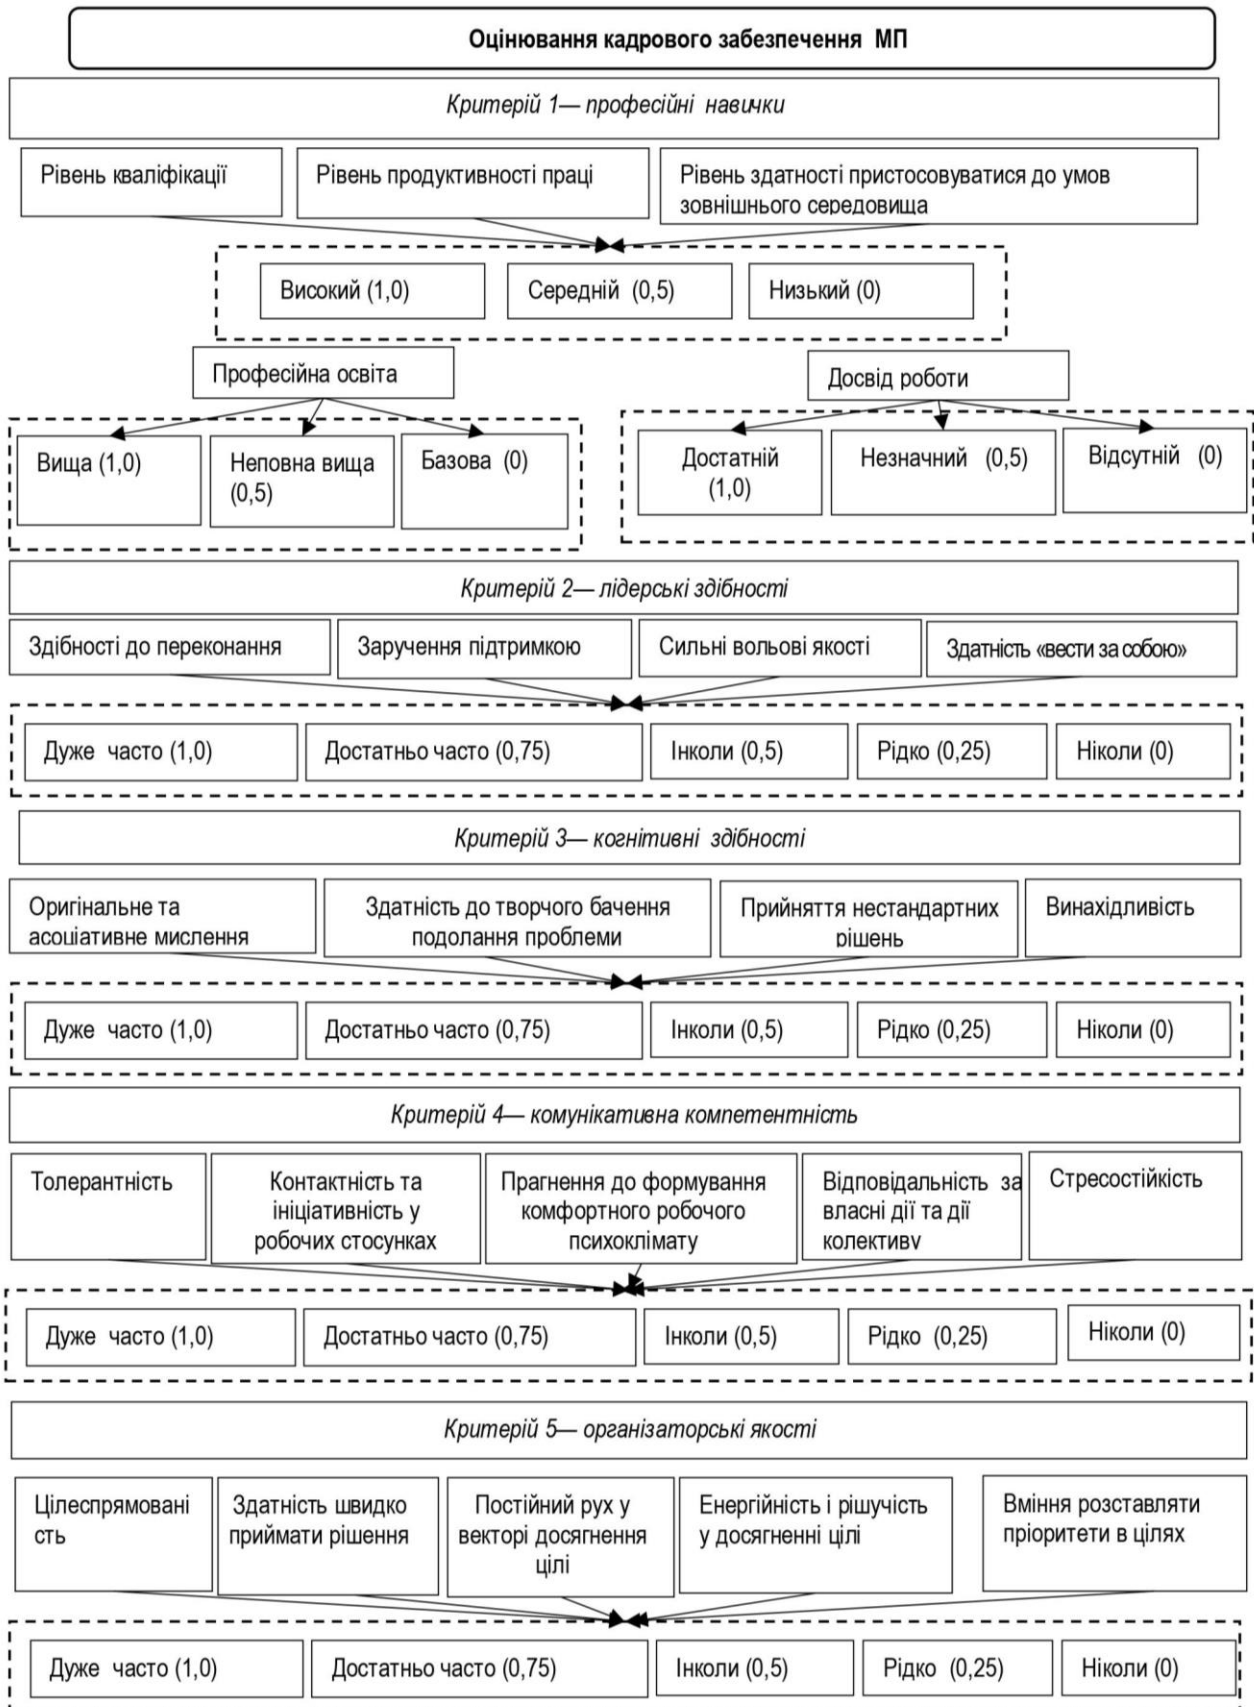 Оцінювання кадрового забезпечення МП
Критерій 1— професійні навички
Рівень кваліфікації
Рівень продуктивності праці
Рівень здатності пристосовуватися до умов
зовнішнього середовища
Високий (1,0)
Середній (0,5)
Низький (0)
Професійна освіта
Досвід роботи
Вища (1,0)
Неповна вища
(0,5)
Базова (0)
Достатній
(1,0)
Незначний (0,5)
Відсутній (0)
Критерій 2— лідерські здібності
Здібності до переконання
Заручення підтримкою
Сильні вольові якості
Здатність «вести за собою»
Дуже часто (1,0)
Достатньо часто (0,75)
Інколи (0,5)
Рідко (0,25)
Ніколи (0)
Критерій 3— когнітивні здібності
Оригінальне та
асоціативне мислення
Здатність до творчого бачення
подолання проблеми
Прийняття нестандартних
рішень
Винахідливість
Дуже часто (1,0)
Достатньо часто (0,75)
Інколи (0,5)
Рідко (0,25)
Ніколи (0)
Критерій 4— комунікативна компетентність
Толерантність
Контактність та
ініціативність у
робочих стосунках
Прагнення до формування
комфортного робочого
психоклімату
Відповідальність за
власні дії та дії
колективу
Стресостійкість
Дуже часто (1,0)
Достатньо часто (0,75)
Інколи (0,5)
Рідко (0,25)
Ніколи (0)
Критерій 5— організаторські якості
Цілеспрямовані
сть
Здатність швидко
приймати рішення
Постійний рух у
векторі досягнення
цілі
Енергійність і рішучість
у досягненні цілі
Вміння розставляти
пріоритети в цілях
Дуже часто (1,0)
Достатньо часто (0,75)
Інколи (0,5)
Рідко (0,25)
Ніколи (0)